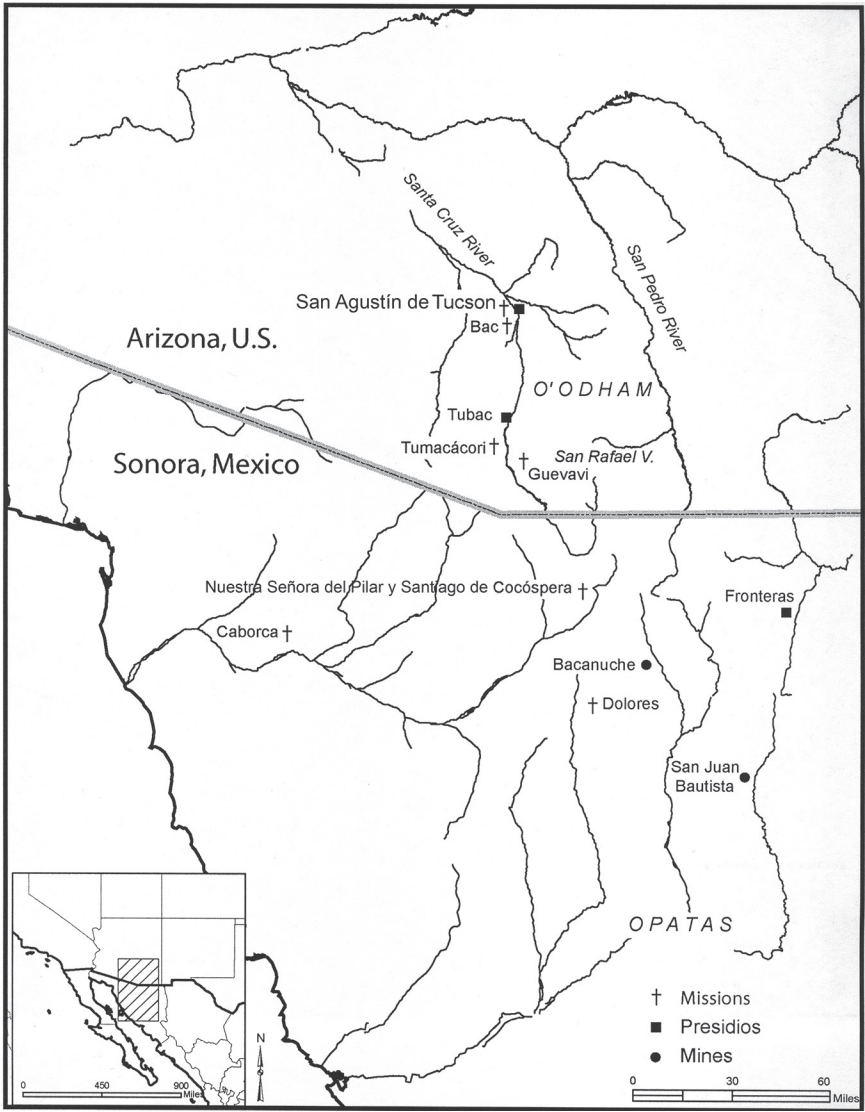 Santa Cruz River
San Pedro River
San Agustín de Tucson
Bac
Arizona, U.S.
O'ODHAM
Tubac
Tumacácori
San Rafael V.
Guevavi
Sonora, Mexico
Nuestra Señora del Pilar y Santiago de Cocóspera
Fronteras
Caborca
Bacanuche
Dolores
San Juan
Bautista
OPATAS
Missions
Presidios
Mines
N
0 450 900
Miles
0 30 60
Miles